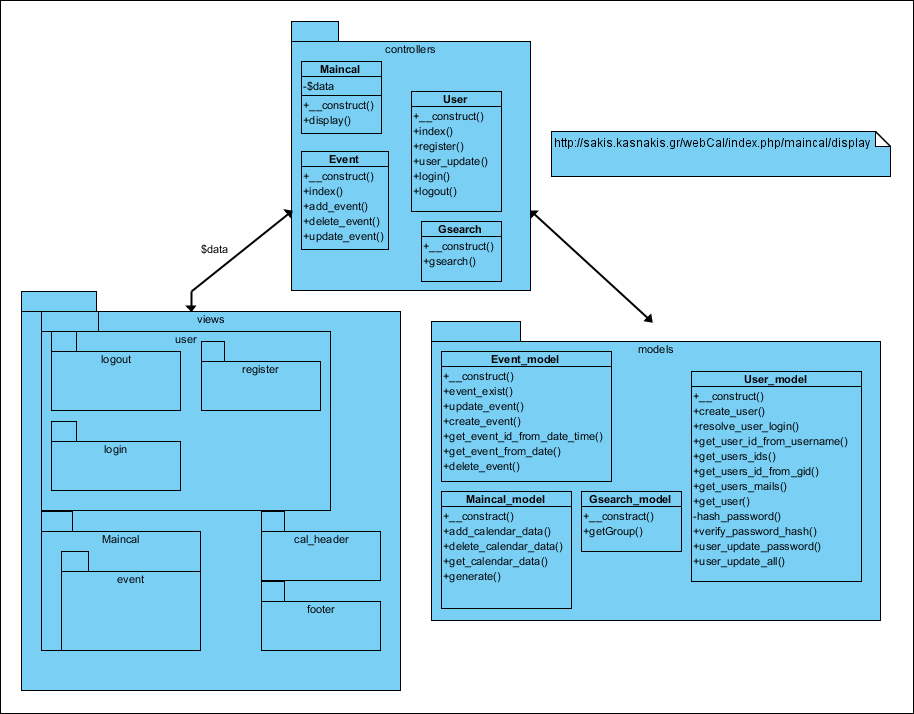 controllers
Maincal
-$data
+__construct()
+display()
User
+__construct()
+index()
+register()
+user_update()
+login()
+logout()
Event
+__construct()
+index()
+add_event()
+delete_event()
+update_event()
Gsearch
+__construct()
+gsearch()
http://sakis.kasnakis.gr/webCal/index.php/maincal/display
$data
views
user
logout
register
login
Maincal
event
cal_header
footer
models
Event_model
+__construct()
+event_exist()
+update_event()
+create_event()
+get_event_id_from_date_time()
+get_event_from_date()
+delete_event()
User_model
+__construct()
+create_user()
+resolve_user_login()
+get_user_id_from_username()
+get_users_ids()
+get_users_id_from_gid()
+get_users_mails()
+get_user()
-hash_password()
+verify_password_hash()
+user_update_password()
+user_update_all()
Maincal_model
+__contract()
+add_calendar_data()
+delete_calendar_data()
+get_calendar_data()
+generate()
Gsearch_model
+__contract()
+getGroup()